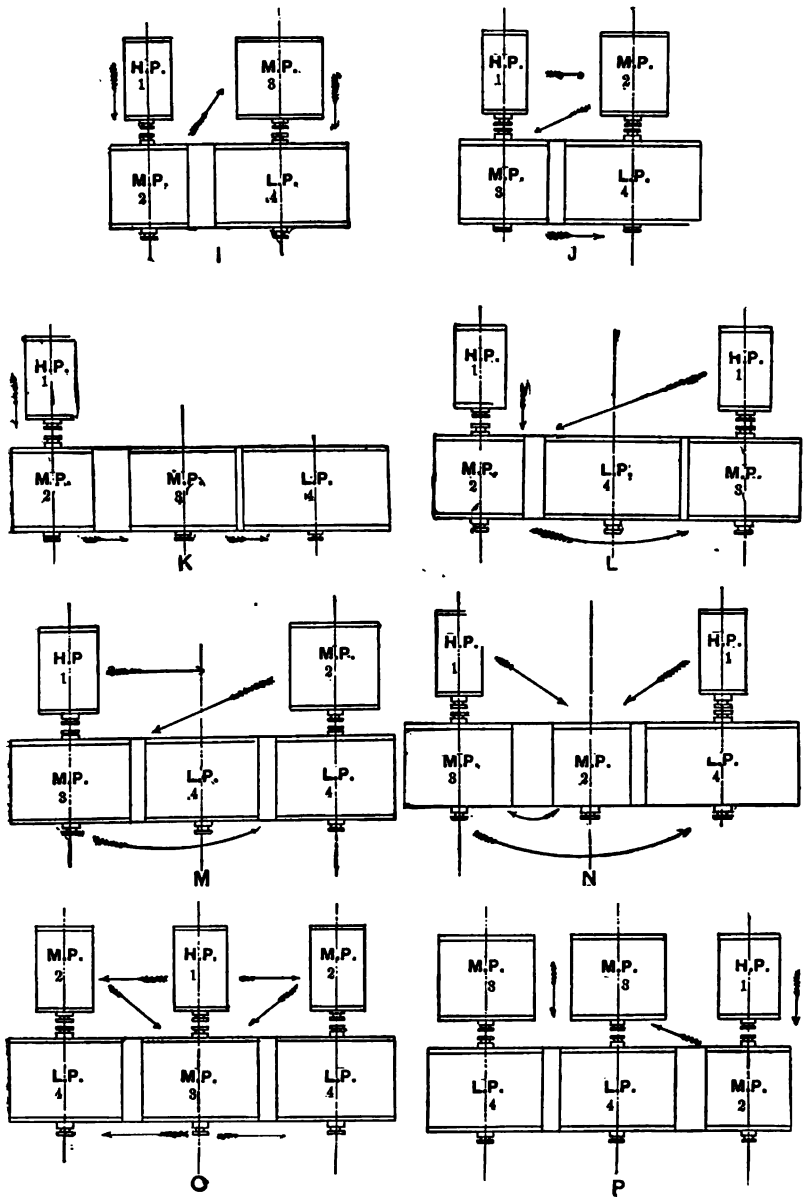 H.P. M.P. H.P. M.P.
1 3 1 2
M.P. L.P. M.P. L.P.
2 4 3 4
I J
H.P. H.P. H.P.
1 1 1
M.P. M.P. L.P. M.P. L.P. M.P.
2 3 4 2 4 3
K L
H.P M.P. H.P. H.P.
1 2 1 1
M.P. L.P. L.P. M.P. M.P. L.P.
3 4 4 3 2 4
M N
M.P. H.P. M.P. M.P. M.P. H.P.
2 1 2 3 3 1
L.P. M.P. L.P. L.P. L.P. M.P.
4 3 4 4 4 2
O P